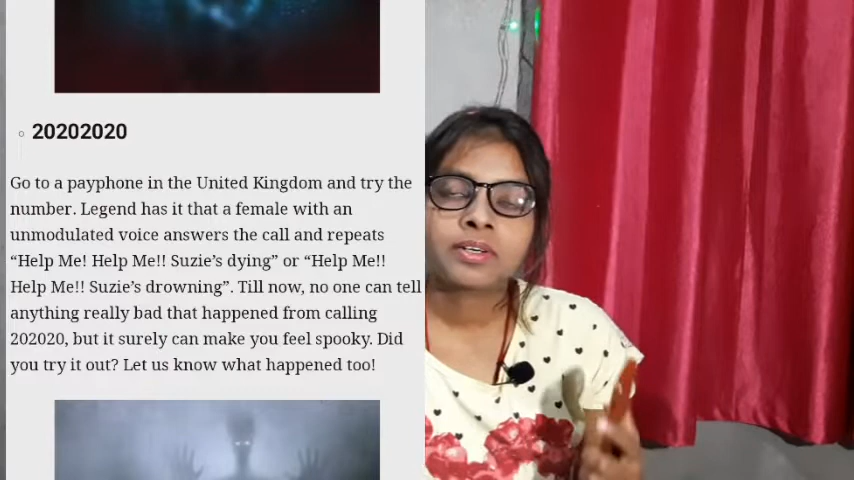 20202020
Go to a payphone in the United Kingdom and try the
number. Legend has it that a female with an
unmodulated voice answers the call and repeats
“Help Me! Help Me!! Suzie’s dying” or “Help Me!!
Help Me!! Suzie’s drowning”. Till now, no one can tell
anything really bad that happened from calling
202020, but it surely can make you feel spooky. Did
you try it out? Let us know what happened too!